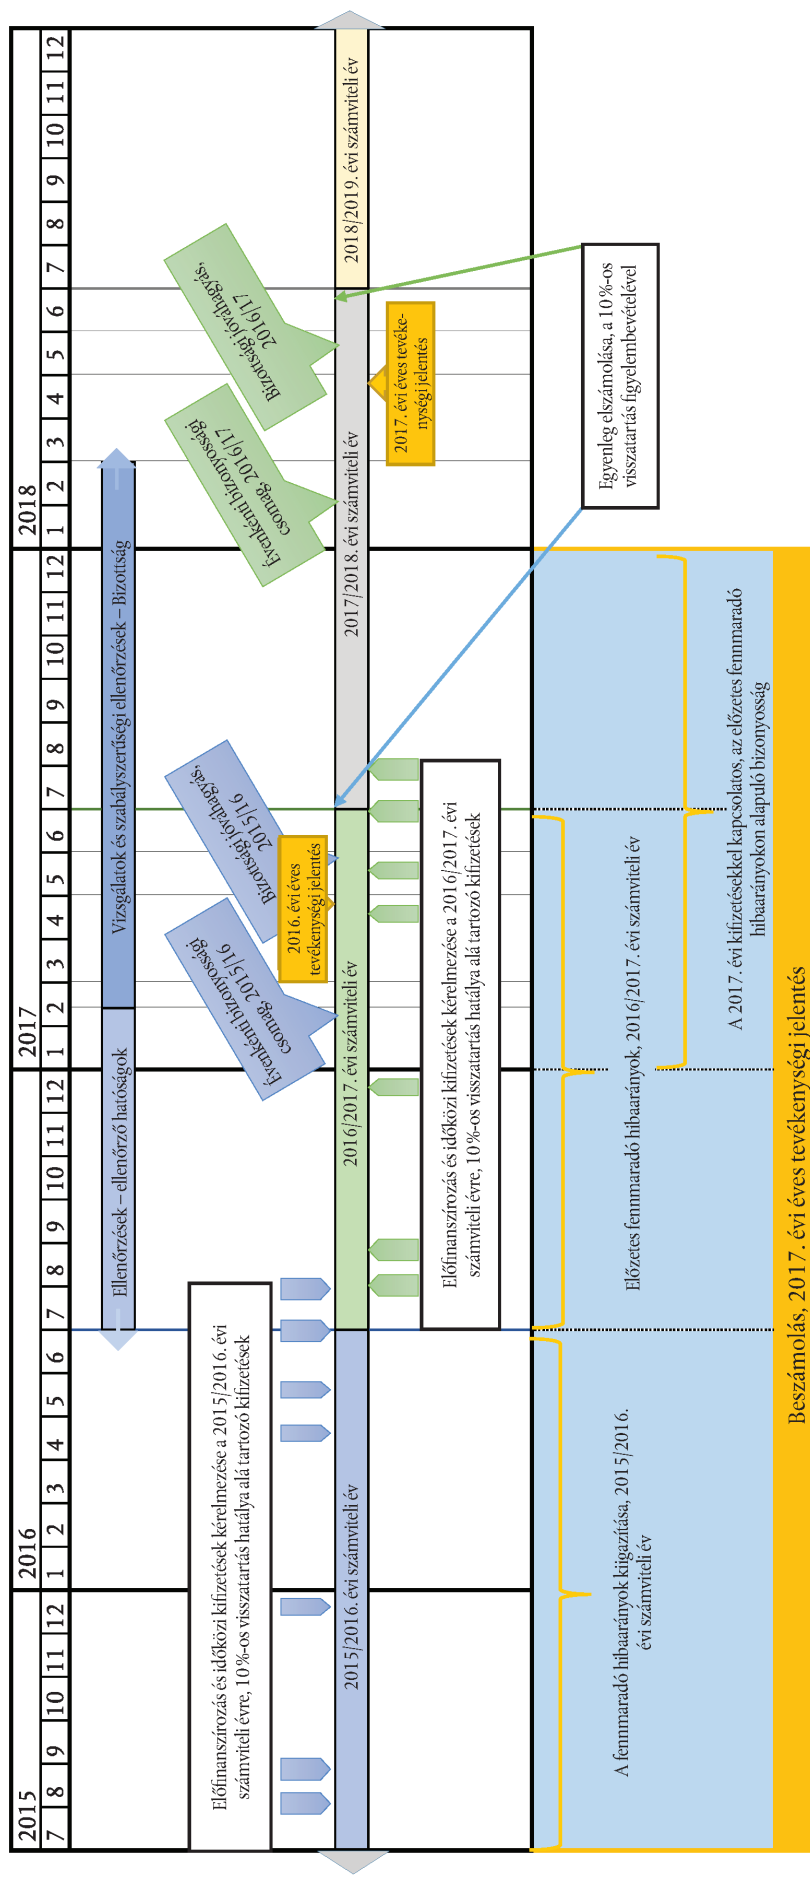 2015
2016
2017
2018
7 8 9 10 11 12 1 2 3 4 5 6 7 8 9 10 11 12 1 2 3 4 5 6 7 8 9 10 11 12 1 2 3 4 5 6 7 8 9 10 11 12
Ellenőrzések – ellenőrző hatóságok
Vizsgálatok és szabályszerűségi ellenőrzések – Bizottság
Előfinanszírozás és időközi kifizetések kérelmezése a 2015/2016. évi
számviteli évre, 10%-os visszatartás hatálya alá tartozó kifizetések
Évenkénti bizonyossági
csomag, 2015/16
Bizottsági jóváhagyás,
2015/16
Évenkénti bizonyossági
csomag, 2016/17
Bizottsági jóváhagyás,
2016/17
2016. évi éves
tevékenységi jelentés
2015/2016. évi számviteli év
2016/2017. évi számviteli év
2017/2018. évi számviteli év
2018/2019. évi számviteli év
2017. évi éves tevéke-
nységi jelentés
Előfinanszírozás és időközi kifizetések kérelmezése a 2016/2017. évi
számviteli évre, 10%-os visszatartás hatálya alá tartozó kifizetések
Egyenleg elszámolása, a 10%-os
visszatartás figyelembevételével
A fennmaradó hibaarányok kiigazítása, 2015/2016.
évi számviteli év
Előzetes fennmaradó hibaarányok, 2016/2017. évi számviteli év
A 2017. évi kifizetésekkel kapcsolatos, az előzetes fennmaradó
hibaarányokon alapuló bizonyosság
Beszámolás, 2017. évi éves tevékenységi jelentés